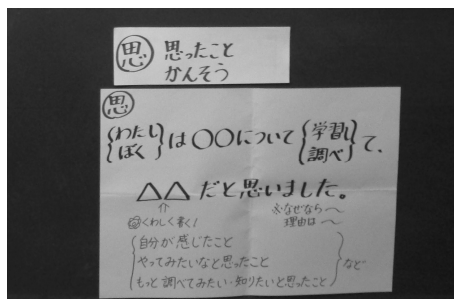 思 思ったこと
かんそう
思
{わたし ぼく}は〇〇について{学習し 調べ}て、
△△だと思いました。
くわしく書く!
※なぜなら〜
理由は〜
自分が感じたこと
やってみたいなと思ったこと
もっと調べてみたい・知りたいと思ったこと
など